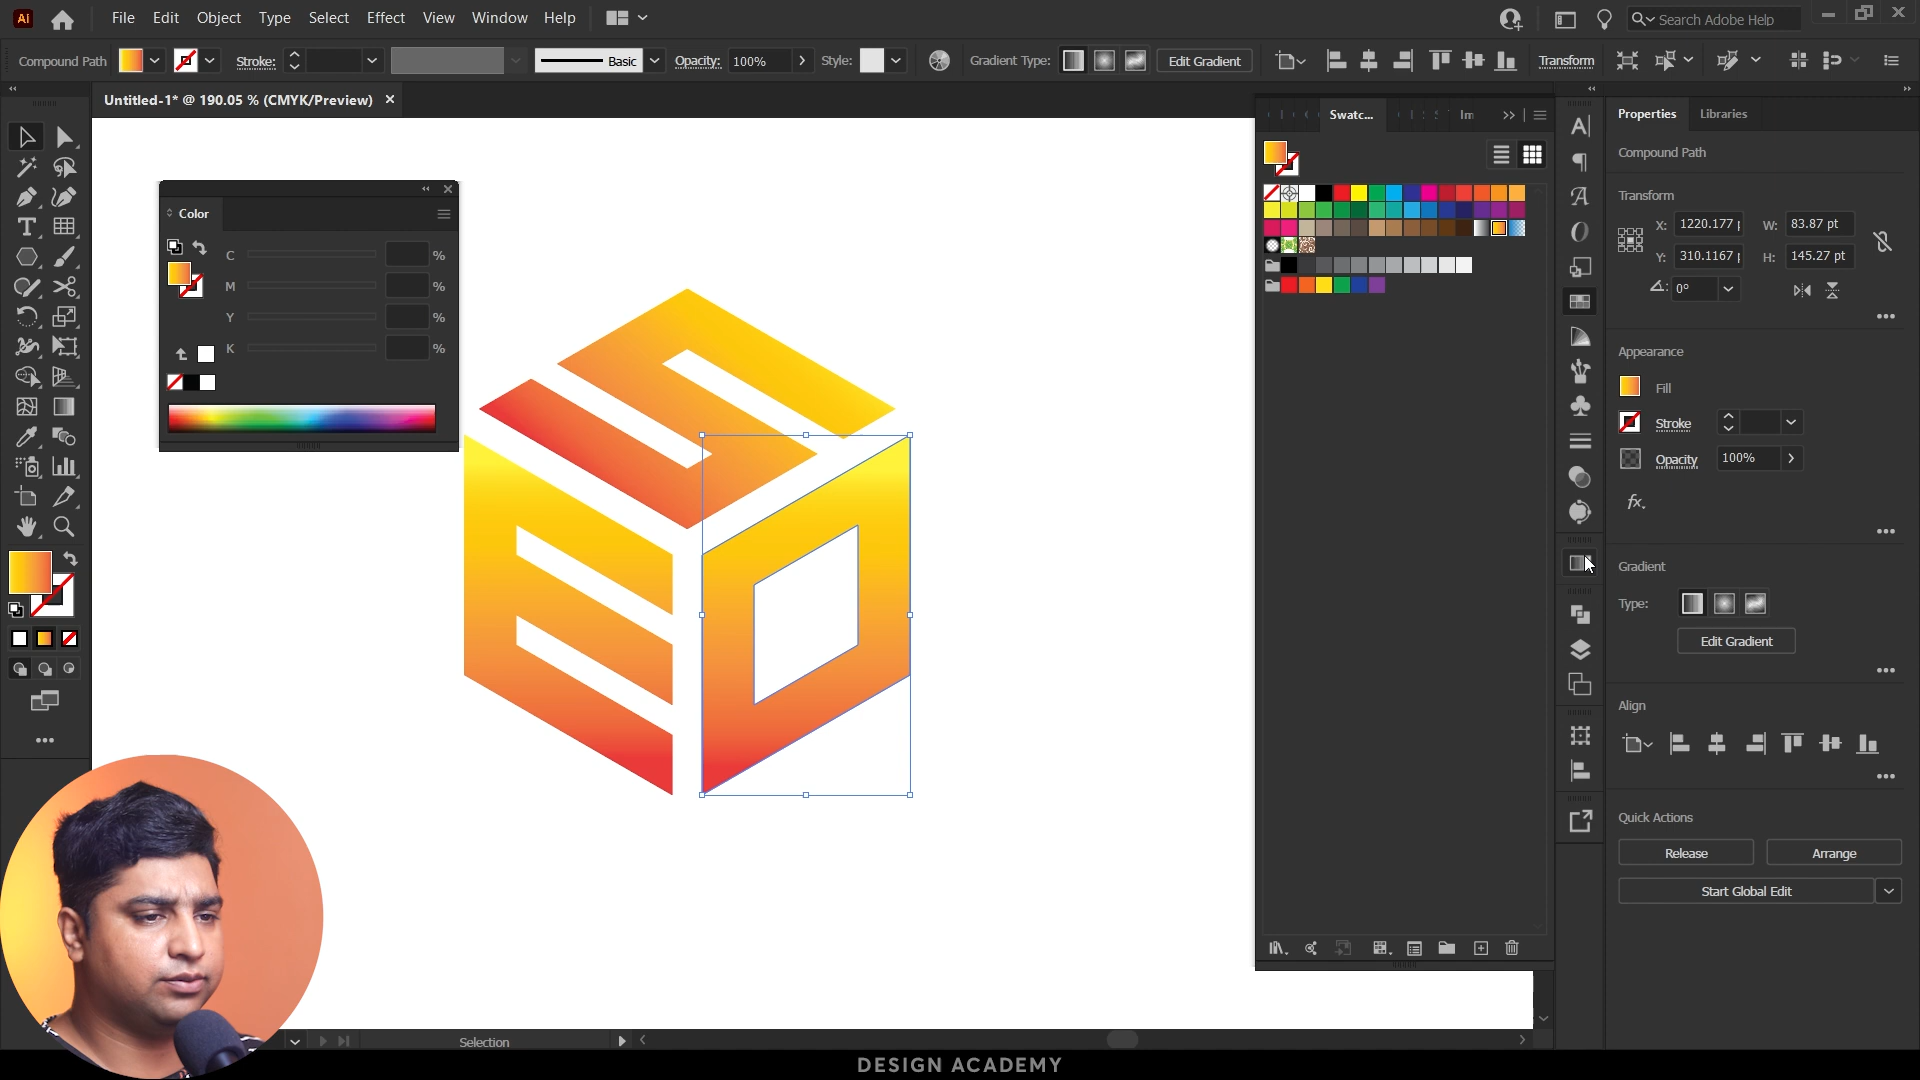 Ai
File Edit Object Type Select Effect View Window Help
Search Adobe Help
Compound Path
Stroke:
Basic
Opacity:
100%
Style:
Gradient Type:
Edit Gradient
Transform
Untitled-1* @ 190.05 % (CMYK/Preview)
Color
C %
M %
Y %
K %
Swatc...
Im
Properties
Libraries
Compound Path
Transform
X: 1220.177 W: 83.87 pt
Y: 310.1167 H: 145.27 pt
0°
Appearance
Fill
Stroke
Opacity 100%
fx.
Gradient
Type:
Edit Gradient
Align
Quick Actions
Release
Arrange
Start Global Edit
Selection
DESIGN ACADEMY